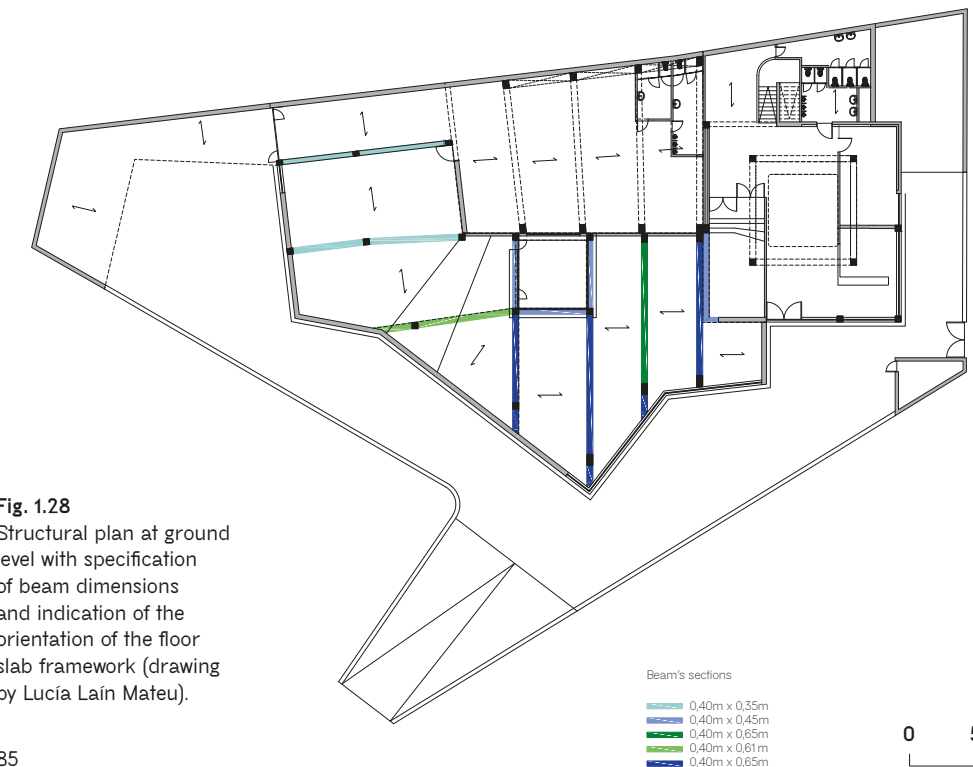 Fig. 1.28
Structural plan at ground
level with specification
of beam dimensions
and indication of the
orientation of the floor
slab framework (drawing
by Lucía Laín Mateu).
85
Beam's sections
0,40m x 0,35m
0,40m x 0,45m
0,40m x 0,65m
0,40m x 0,61m
0,40m x 0,65m
0
5